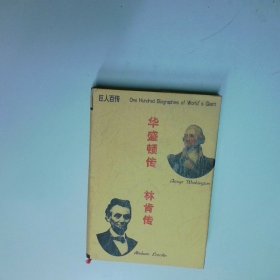 巨人百传 One Hundred Biographies of World's Giant
华盛顿传
George Washington
林肯传
Abraham Lincoln